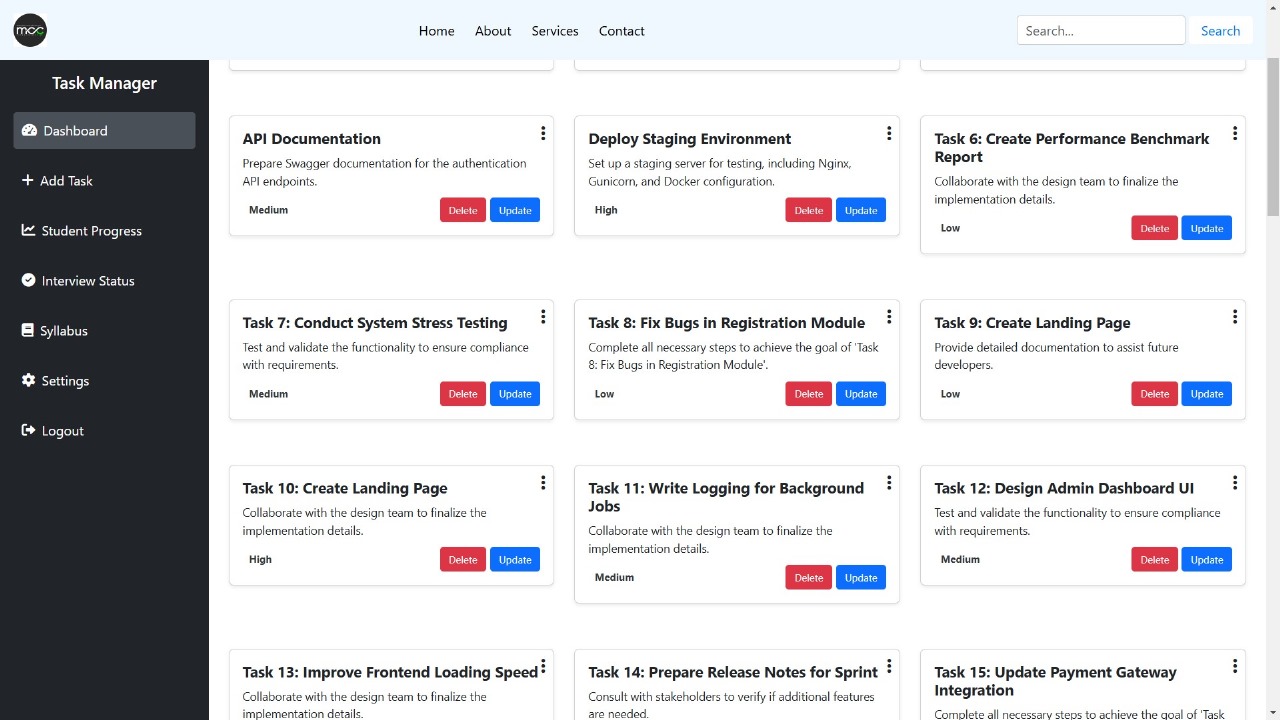 mcc
Home About Services Contact
Search...
Search
Task Manager
Dashboard
Add Task
Student Progress
Interview Status
Syllabus
Settings
Logout
API Documentation
Prepare Swagger documentation for the authentication
API endpoints.
Medium Delete Update
Deploy Staging Environment
Set up a staging server for testing, including Nginx,
Gunicorn, and Docker configuration.
High Delete Update
Task 6: Create Performance Benchmark
Report
Collaborate with the design team to finalize the
implementation details.
Low Delete Update
Task 7: Conduct System Stress Testing
Test and validate the functionality to ensure compliance
with requirements.
Medium Delete Update
Task 8: Fix Bugs in Registration Module
Complete all necessary steps to achieve the goal of 'Task
8: Fix Bugs in Registration Module'.
Low Delete Update
Task 9: Create Landing Page
Provide detailed documentation to assist future
developers.
Low Delete Update
Task 10: Create Landing Page
Collaborate with the design team to finalize the
implementation details.
High Delete Update
Task 11: Write Logging for Background
Jobs
Collaborate with the design team to finalize the
implementation details.
Medium Delete Update
Task 12: Design Admin Dashboard UI
Test and validate the functionality to ensure compliance
with requirements.
Medium Delete Update
Task 13: Improve Frontend Loading Speed
Collaborate with the design team to finalize the
implementation details.
Task 14: Prepare Release Notes for Sprint
Consult with stakeholders to verify if additional features
are needed.
Task 15: Update Payment Gateway
Integration
Complete all necessary steps to achieve the goal of 'Task